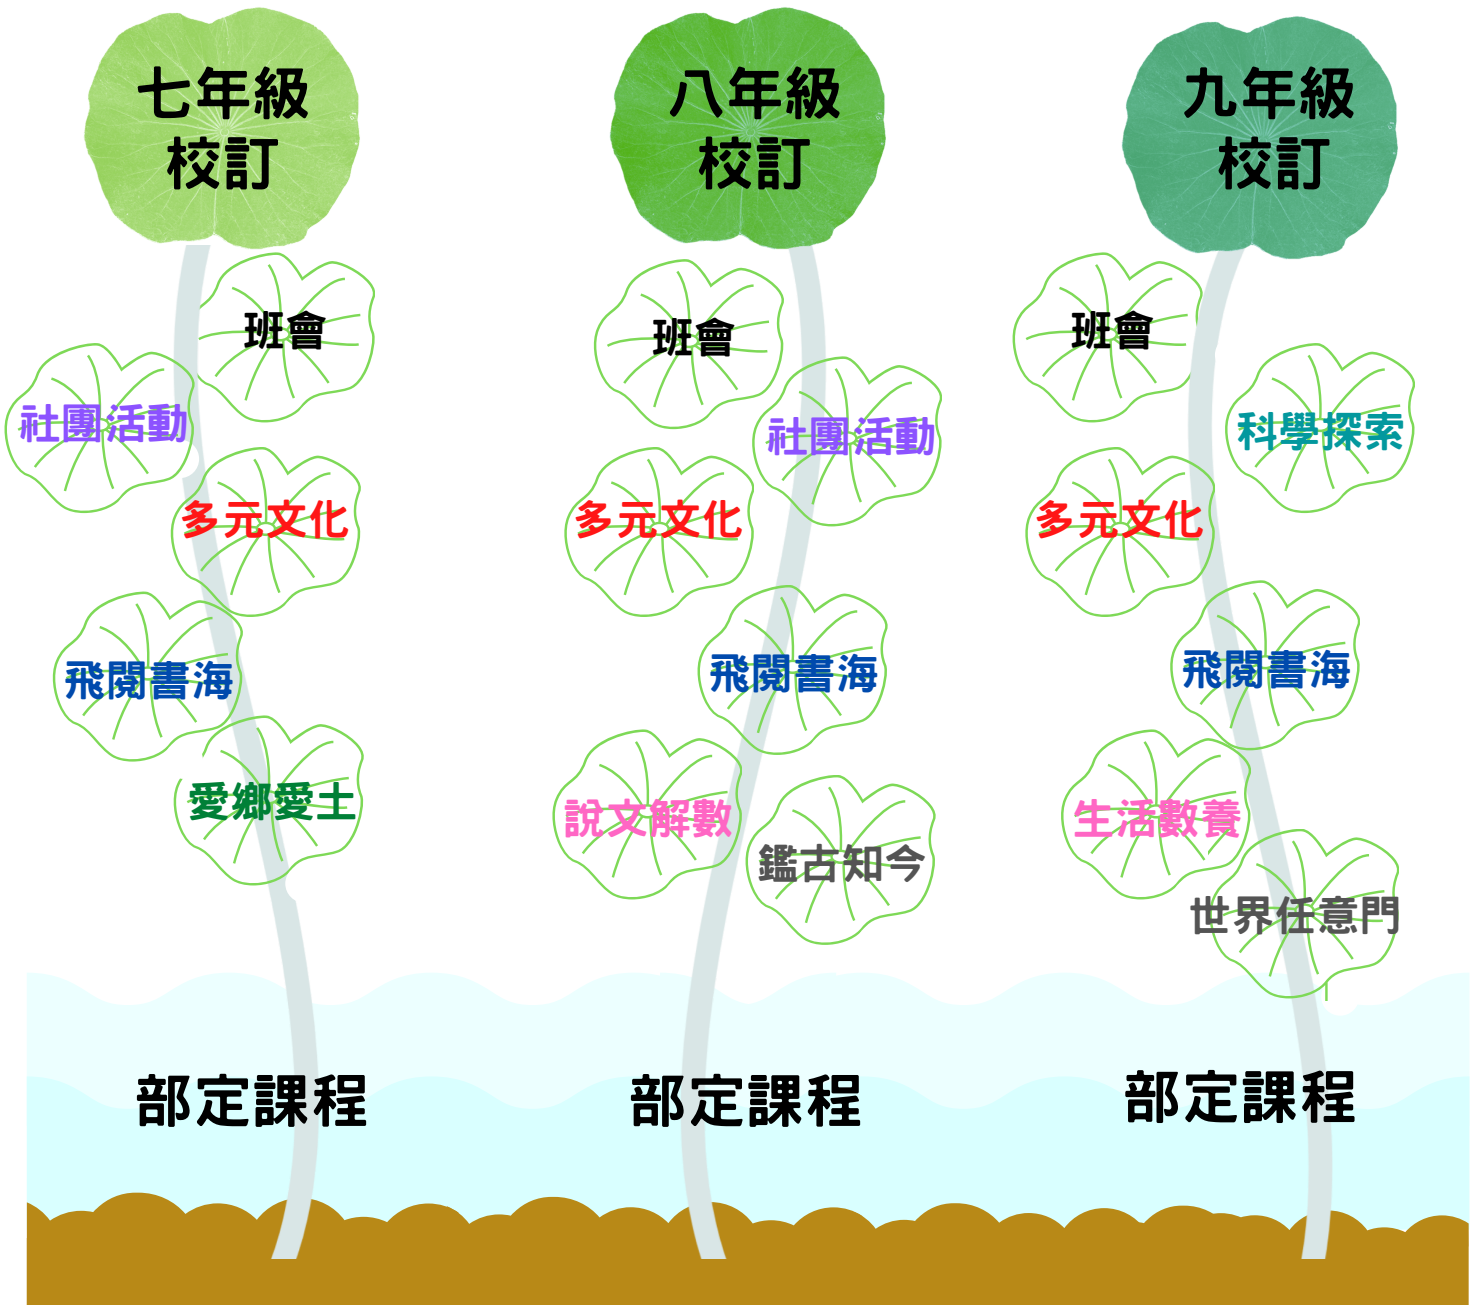 七年級
校訂
班會
社團活動
多元文化
飛閱書海
愛鄉愛土
部定課程
八年級
校訂
班會
社團活動
多元文化
飛閱書海
說文解數
鑑古知今
部定課程
九年級
校訂
班會
科學探索
多元文化
飛閱書海
生活數養
世界任意門
部定課程